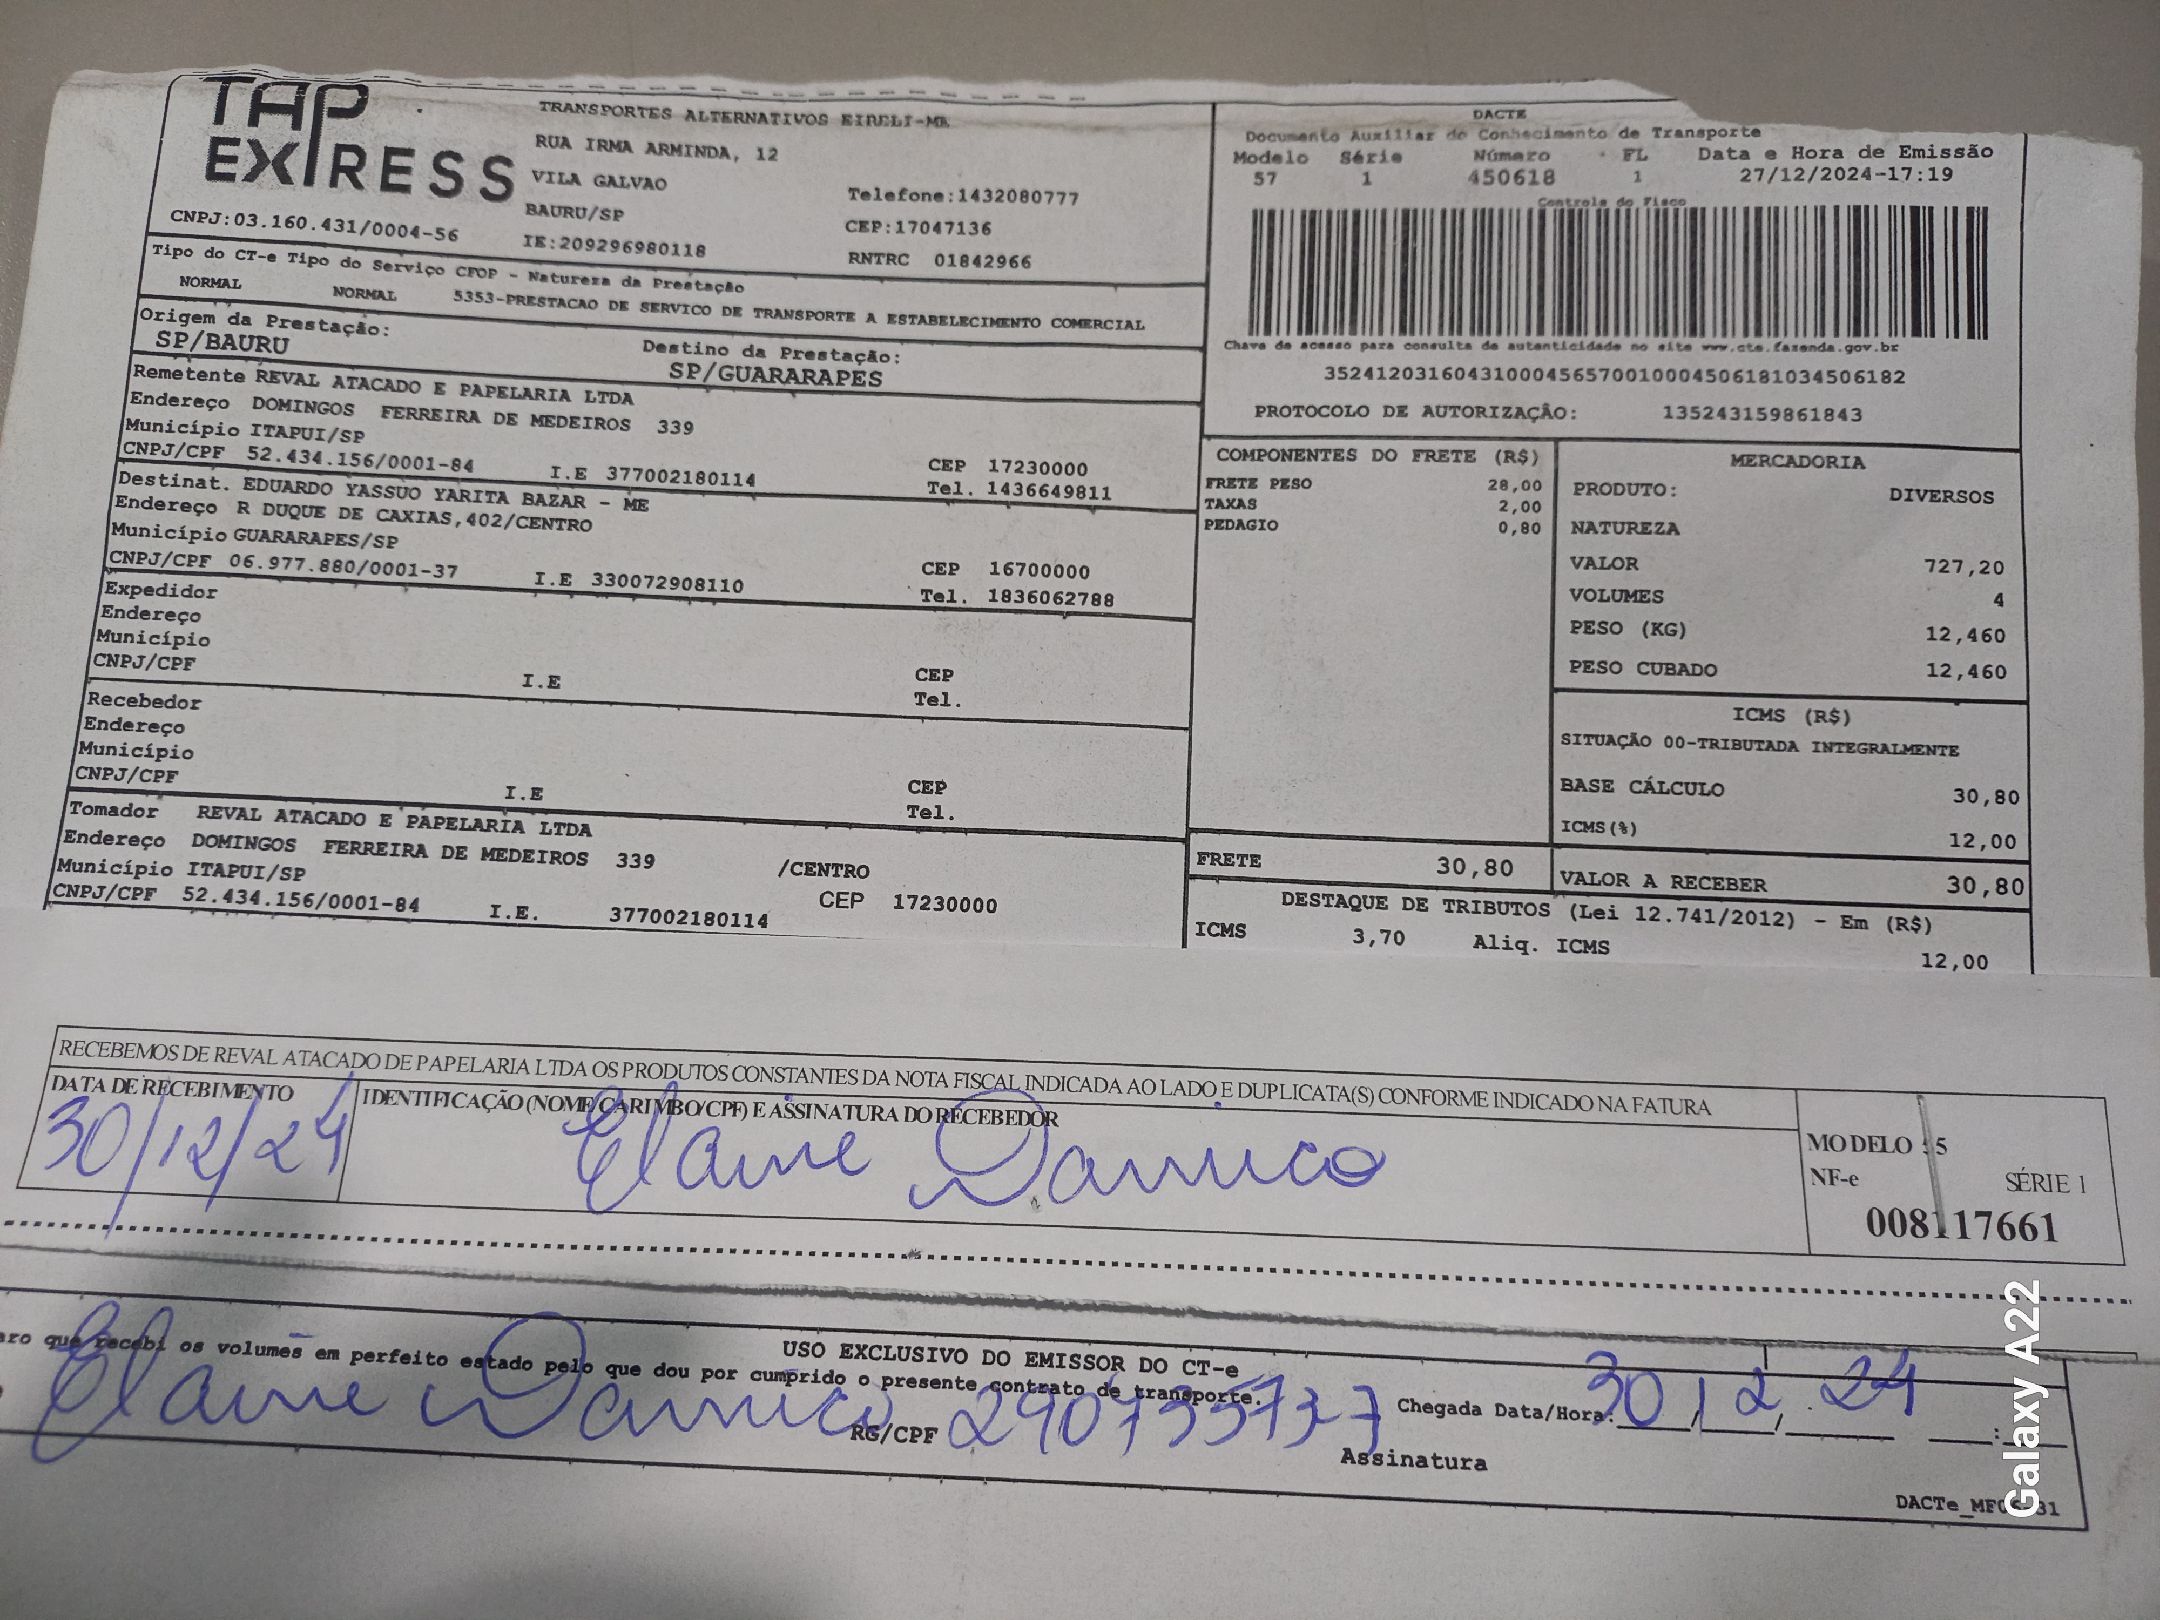 TAP
EXPRESS
TRANSPORTES ALTERNATIVOS EIRELI-ME
RUA IRMA ARMINDA, 12
VILA GALVAO
BAURU/SP
Telefone:1432080777
CEP:17047136
CNPJ:03.160.431/0004-56
IE:209296980118
RNTRC 01842966
Tipo do CT-e Tipo do Serviço CFOP - Natureza da Prestação
NORMAL NORMAL 5353-PRESTACAO DE SERVICO DE TRANSPORTE A ESTABELECIMENTO COMERCIAL
Origem da Prestação:
SP/BAURU
Destino da Prestação:
SP/GUARARAPES
Remetente REVAL ATACADO E PAPELARIA LTDA
Endereço DOMINGOS FERREIRA DE MEDEIROS 339
Município ITAPUI/SP CEP 17230000
CNPJ/CPF 52.434.156/0001-84 I.E 377002180114 Tel. 1436649811
Destinat. EDUARDO YASSUO YARITA BAZAR - ME
Endereço R DUQUE DE CAXIAS,402/CENTRO
Município GUARARAPES/SP CEP 16700000
CNPJ/CPF 06.977.880/0001-37 I.E 330072908110 Tel. 1836062788
Expedidor
Endereço
Município CEP
CNPJ/CPF I.E Tel.
Recebedor
Endereço
Município CEP
CNPJ/CPF I.E Tel.
Tomador REVAL ATACADO E PAPELARIA LTDA
Endereço DOMINGOS FERREIRA DE MEDEIROS 339 /CENTRO
Município ITAPUI/SP CEP 17230000
CNPJ/CPF 52.434.156/0001-84 I.E. 377002180114
DACTE
Documento Auxiliar do Conhecimento de Transporte
Modelo Série Número FL Data e Hora de Emissão
57 1 450618 1 27/12/2024-17:19
Controle do Fisco
Chave de acesso para consulta de autenticidade no site www.cte.fazenda.gov.br
35241203160431000456570010004506181034506182
PROTOCOLO DE AUTORIZAÇÂO: 135243159861843
COMPONENTES DO FRETE (R$)
FRETE PESO 28,00
TAXAS 2,00
PEDAGIO 0,80
MERCADORIA
PRODUTO: DIVERSOS
NATUREZA
VALOR 727,20
VOLUMES 4
PESO (KG) 12,460
PESO CUBADO 12,460
ICMS (R$)
SITUAÇÃO 00-TRIBUTADA INTEGRALMENTE
BASE CÁLCULO 30,80
ICMS(%) 12,00
FRETE 30,80
VALOR A RECEBER 30,80
DESTAQUE DE TRIBUTOS (Lei 12.741/2012) - Em (R$)
ICMS 3,70 Aliq. ICMS 12,00
RECEBEMOS DE REVAL ATACADO DE PAPELARIA LTDA OS PRODUTOS CONSTANTES DA NOTA FISCAL INDICADA AO LADO E DUPLICATA(S) CONFORME INDICADO NA FATURA
DATA DE RECEBIMENTO
30/12/24
IDENTIFICAÇÃO (NOME/CARIMBO/CPF) E ASSINATURA DO RECEBEDOR
Elaine Damico
MODELO 55
NF-e SÉRIE 1
008117661
USO EXCLUSIVO DO EMISSOR DO CT-e
que recebi os volumes em perfeito estado pelo que dou por cumprido o presente contrato de transporte.
Elaine Damico
RG/CPF 290735737
Chegada Data/Hora: 30/12/24 :
Assinatura
Galaxy A22